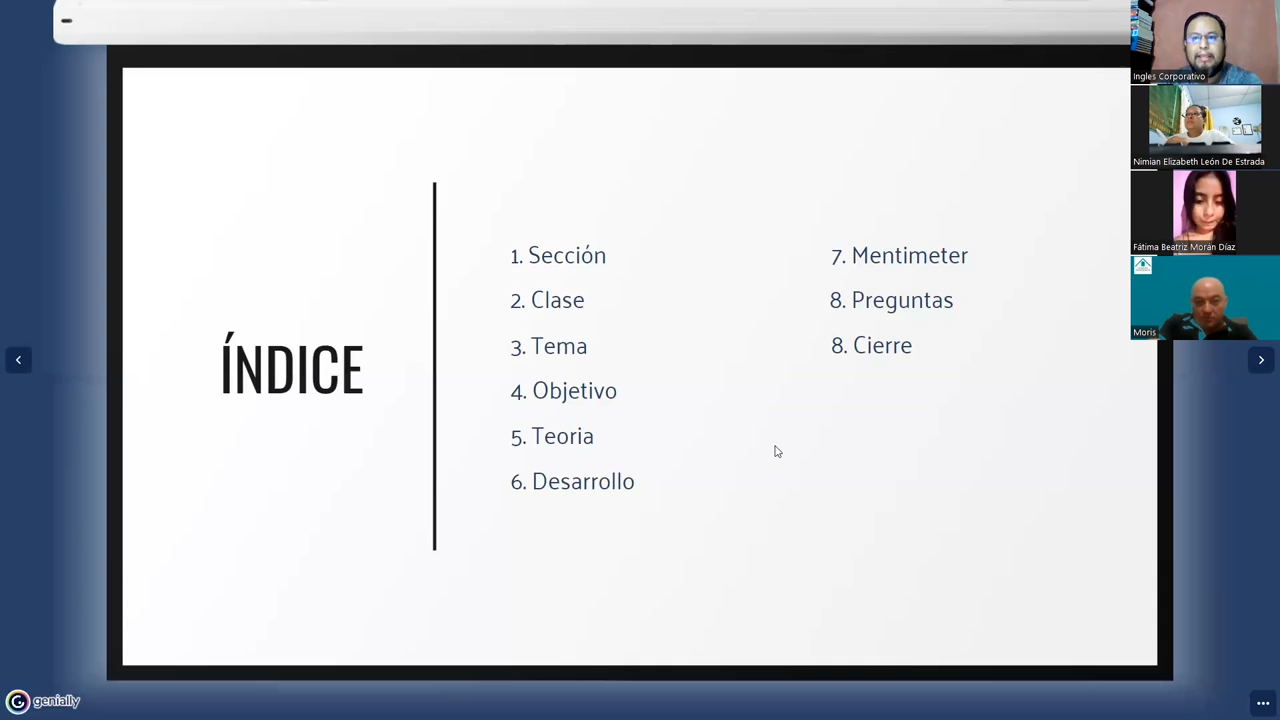 ÍNDICE
1. Sección
2. Clase
3. Tema
4. Objetivo
5. Teoria
6. Desarrollo
7. Mentimeter
8. Preguntas
8. Cierre
Ingles Corporativo
Nimian Elizabeth León De Estrada
Fátima Beatriz Morán Díaz
Moris
genially